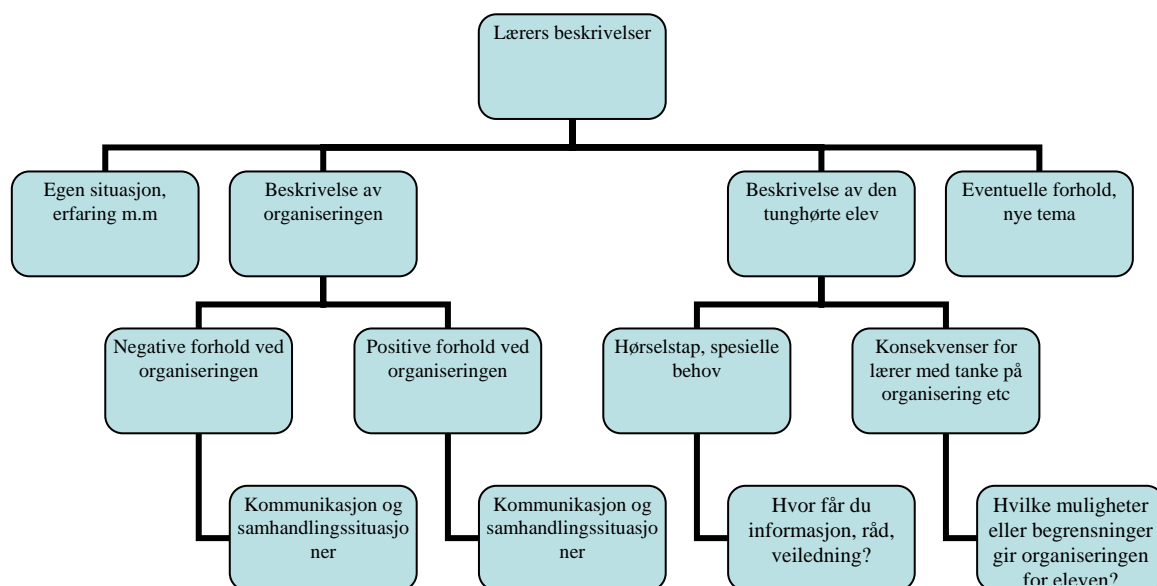 Lærers beskrivelser
Egen situasjon,
erfaring m.m
Beskrivelse av
organiseringen
Beskrivelse av den
tunghørte elev
Eventuelle forhold,
nye tema
Negative forhold ved
organiseringen
Positive forhold ved
organiseringen
Hørselstap, spesielle
behov
Konsekvenser for
lærer med tanke på
organisering etc
Kommunikasjon og
samhandlingssituasjo
ner
Kommunikasjon og
samhandlingssituasjo
ner
Hvor får du
informasjon, råd,
veiledning?
Hvilke muligheter
eller begrensninger
gir organiseringen
for eleven?